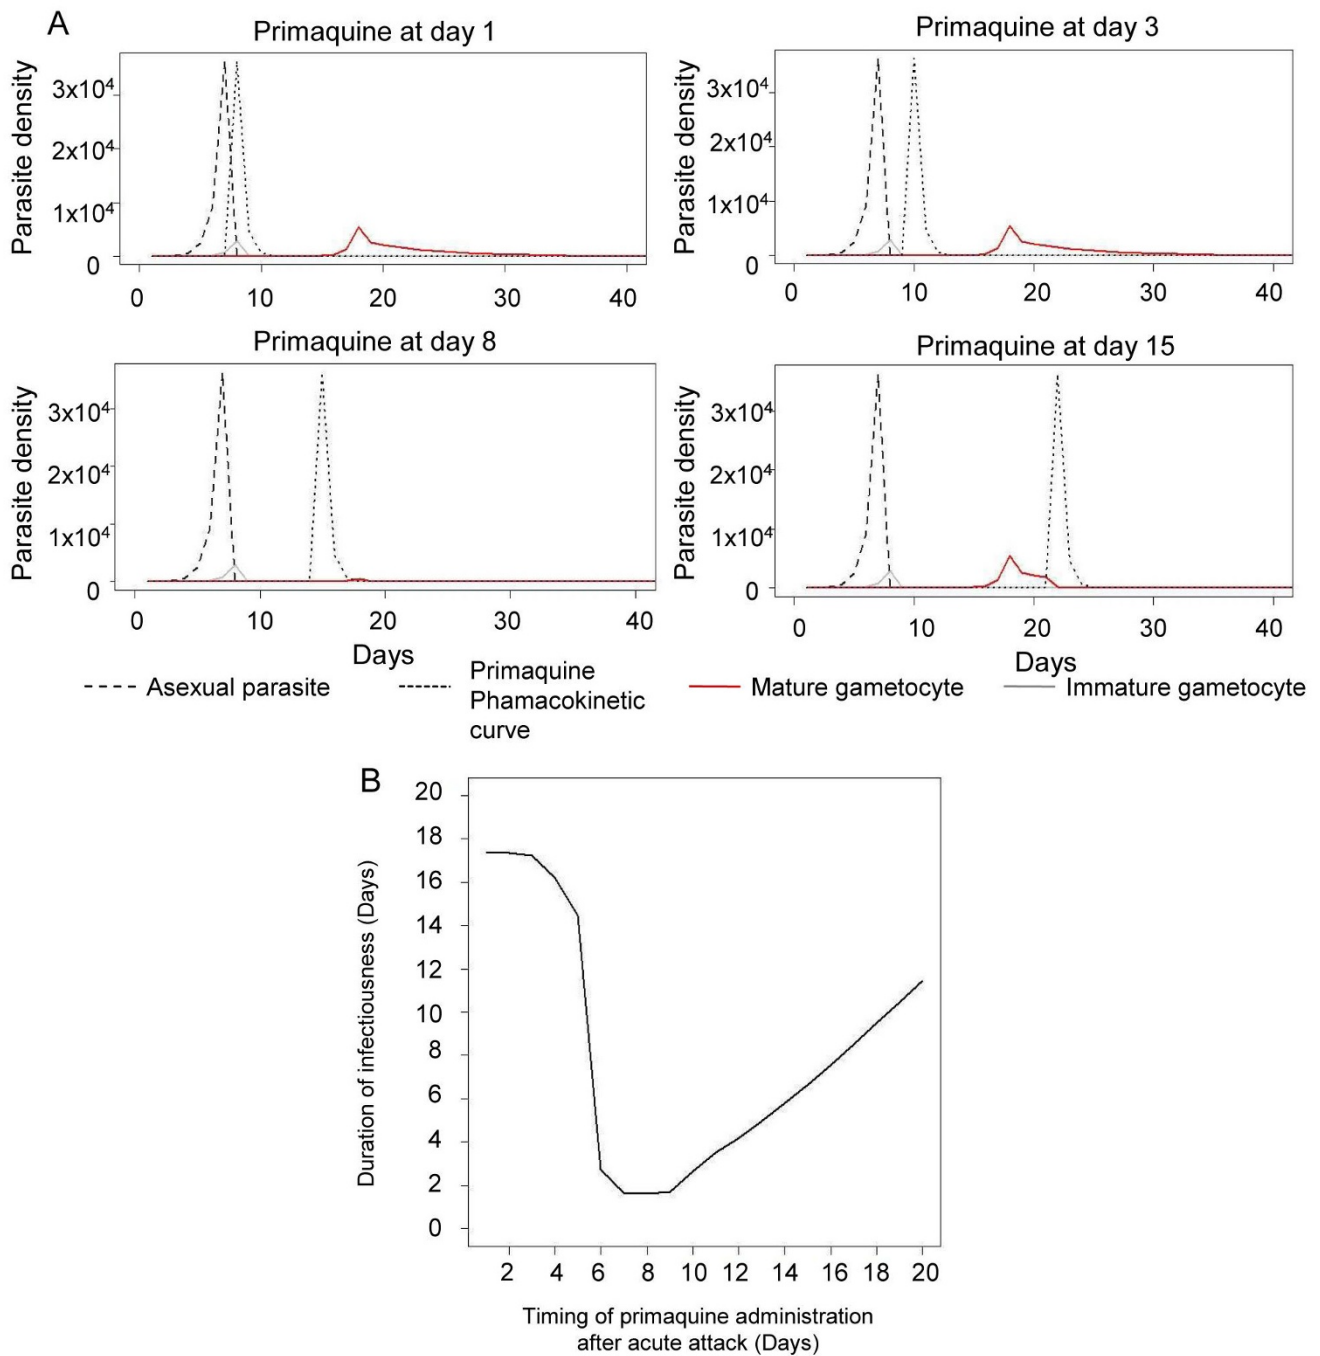 A
Primaquine at day 1
Parasite density
3x10⁴
2x10⁴
1x10⁴
0
0 10 20 30 40
Primaquine at day 3
Parasite density
3x10⁴
2x10⁴
1x10⁴
0
0 10 20 30 40
Primaquine at day 8
Parasite density
3x10⁴
2x10⁴
1x10⁴
0
0 10 20 30 40
Days
Primaquine at day 15
Parasite density
3x10⁴
2x10⁴
1x10⁴
0
0 10 20 30 40
Days
Asexual parasite
Primaquine
Phamacokinetic
curve
Mature gametocyte
Immature gametocyte
B
Duration of infectiousness (Days)
20
18
16
14
12
10
8
6
4
2
0
2 4 6 8 10 12 14 16 18 20
Timing of primaquine administration
after acute attack (Days)